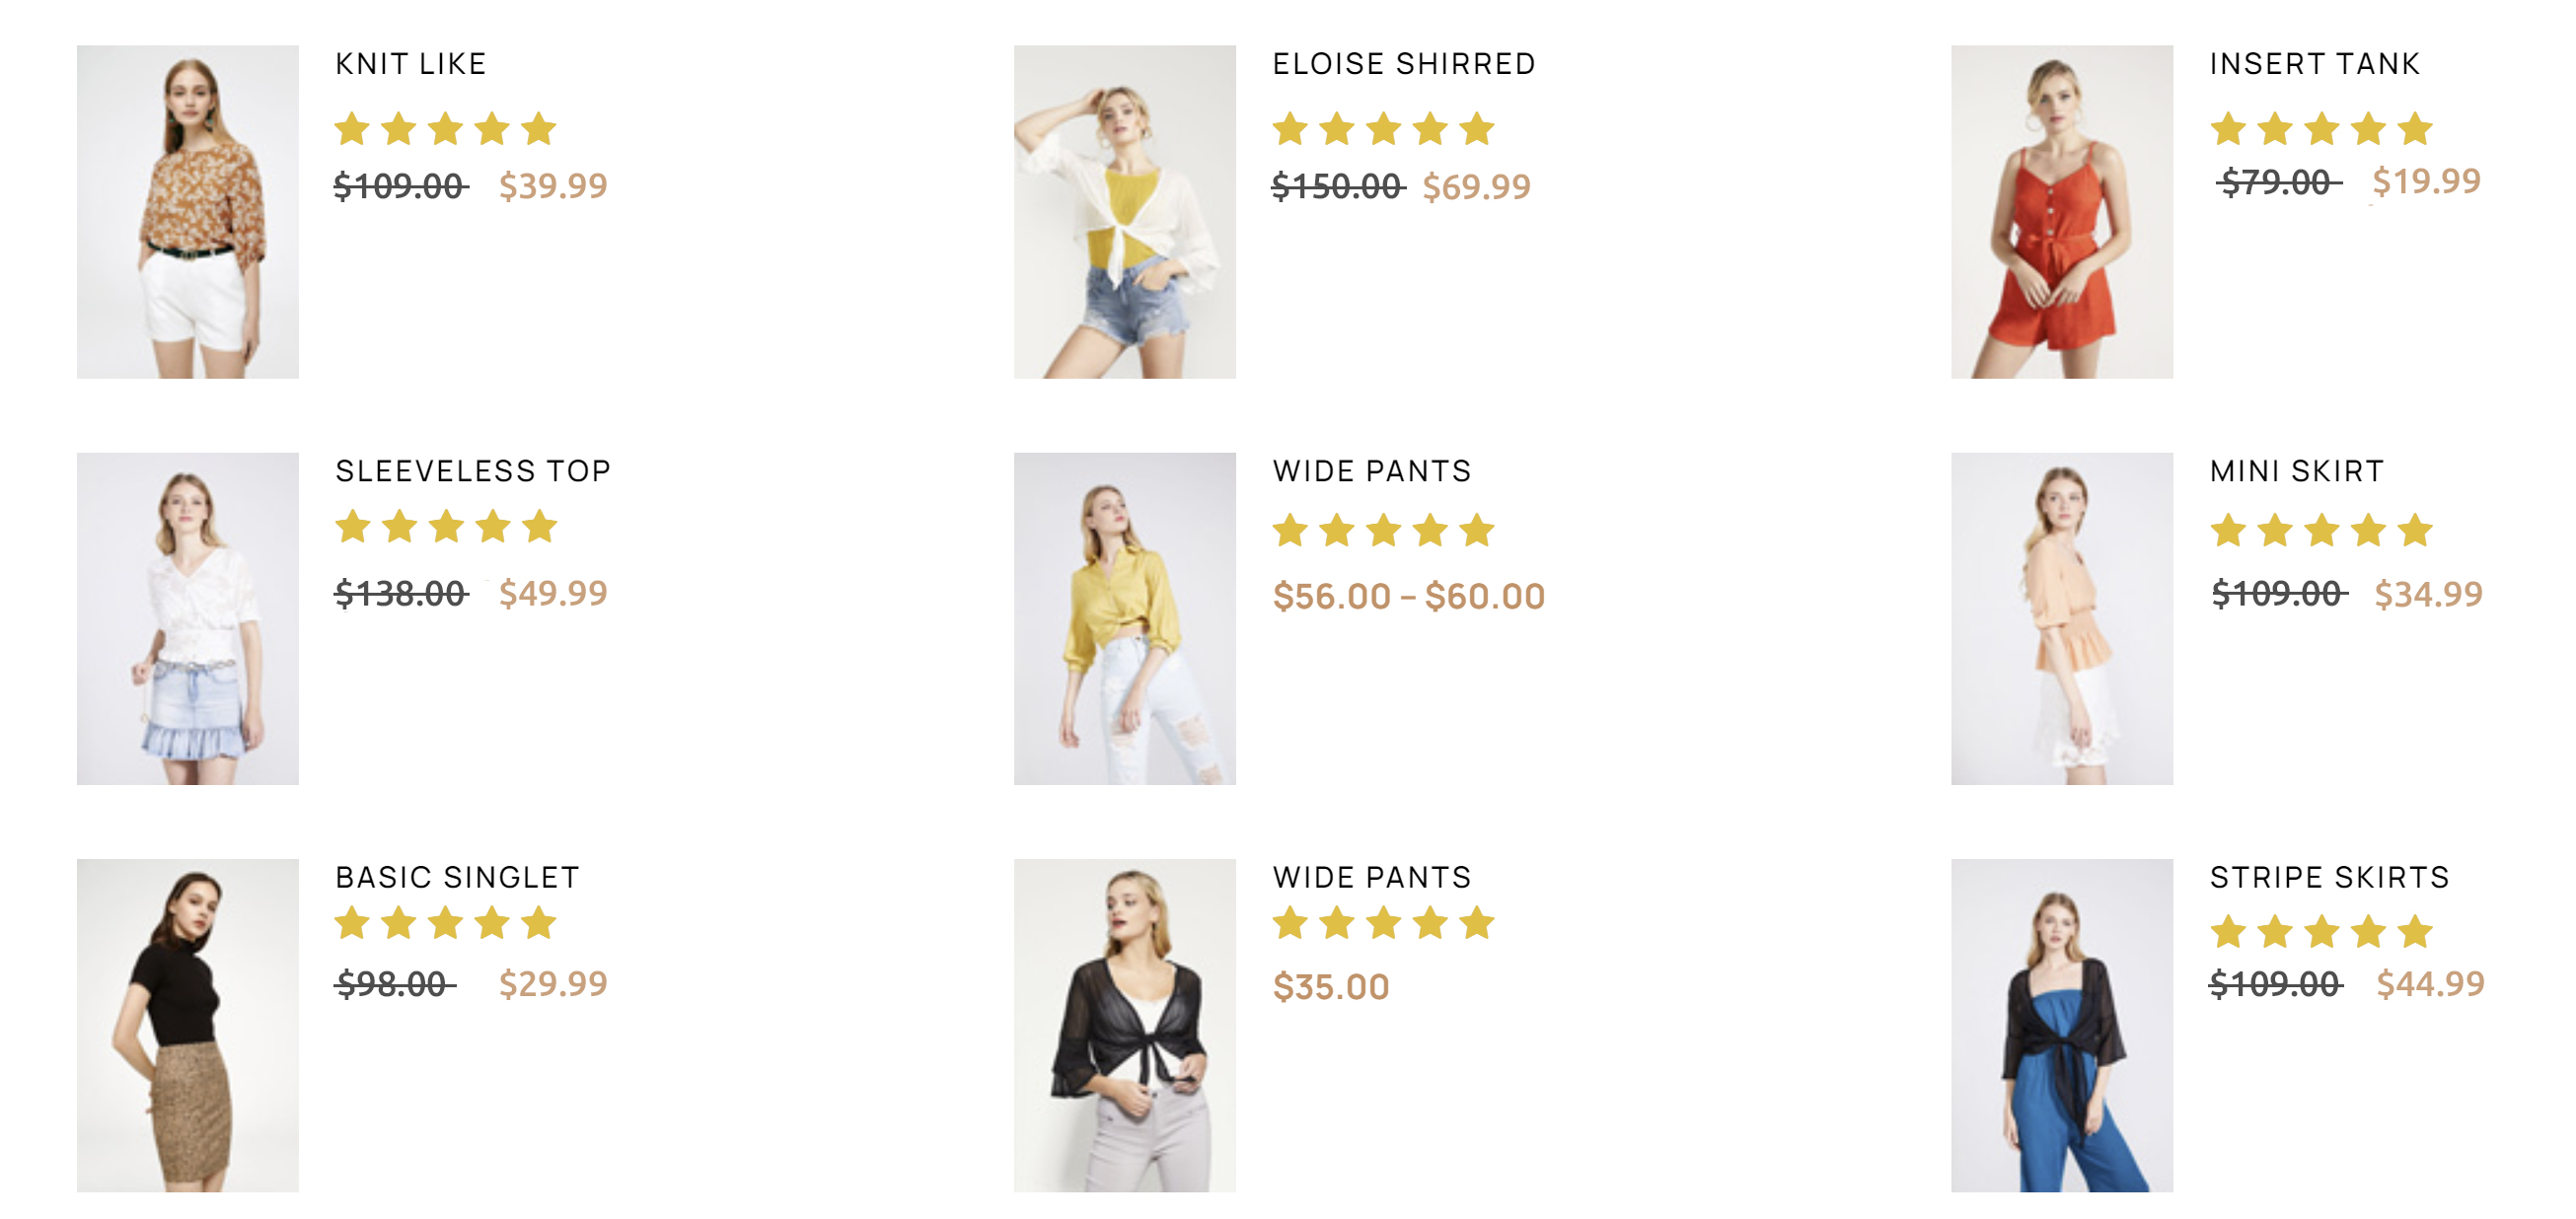 KNIT LIKE
$109.00 $39.99
ELOISE SHIRRED
$150.00 $69.99
INSERT TANK
$79.00 $19.99
SLEEVELESS TOP
$138.00 $49.99
WIDE PANTS
$56.00 – $60.00
MINI SKIRT
$109.00 $34.99
BASIC SINGLET
$98.00 $29.99
WIDE PANTS
$35.00
STRIPE SKIRTS
$109.00 $44.99